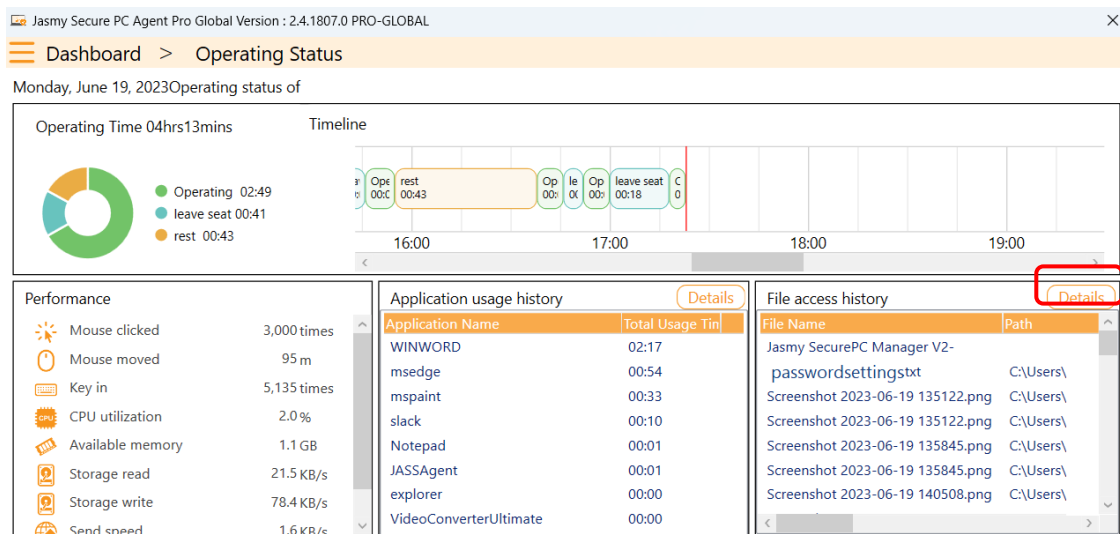 Jasmy Secure PC Agent Pro Global Version : 2.4.1807.0 PRO-GLOBAL
Dashboard > Operating Status
Monday, June 19, 2023Operating status of
Operating Time 04hrs13mins
Operating 02:49
leave seat 00:41
rest 00:43
Timeline
Ope rest Op le Op leave seat
00:43 00:18
16:00 17:00 18:00 19:00
Performance
Mouse clicked 3,000 times
Mouse moved 95 m
Key in 5,135 times
CPU utilization 2.0 %
Available memory 1.1 GB
Storage read 21.5 KB/s
Storage write 78.4 KB/s
Send speed 1.6 KB/s
Application usage history Details
Application Name Total Usage Tin
WINWORD 02:17
msedge 00:54
mspaint 00:33
slack 00:10
Notepad 00:01
JASSAgent 00:01
explorer 00:00
VideoConverterUltimate 00:00
File access history Details
File Name Path
Jasmy SecurePC Manager V2-
passwordsettingstxt C:\Users\
Screenshot 2023-06-19 135122.png C:\Users\
Screenshot 2023-06-19 135122.png C:\Users\
Screenshot 2023-06-19 135845.png C:\Users\
Screenshot 2023-06-19 135845.png C:\Users\
Screenshot 2023-06-19 140508.png C:\Users\